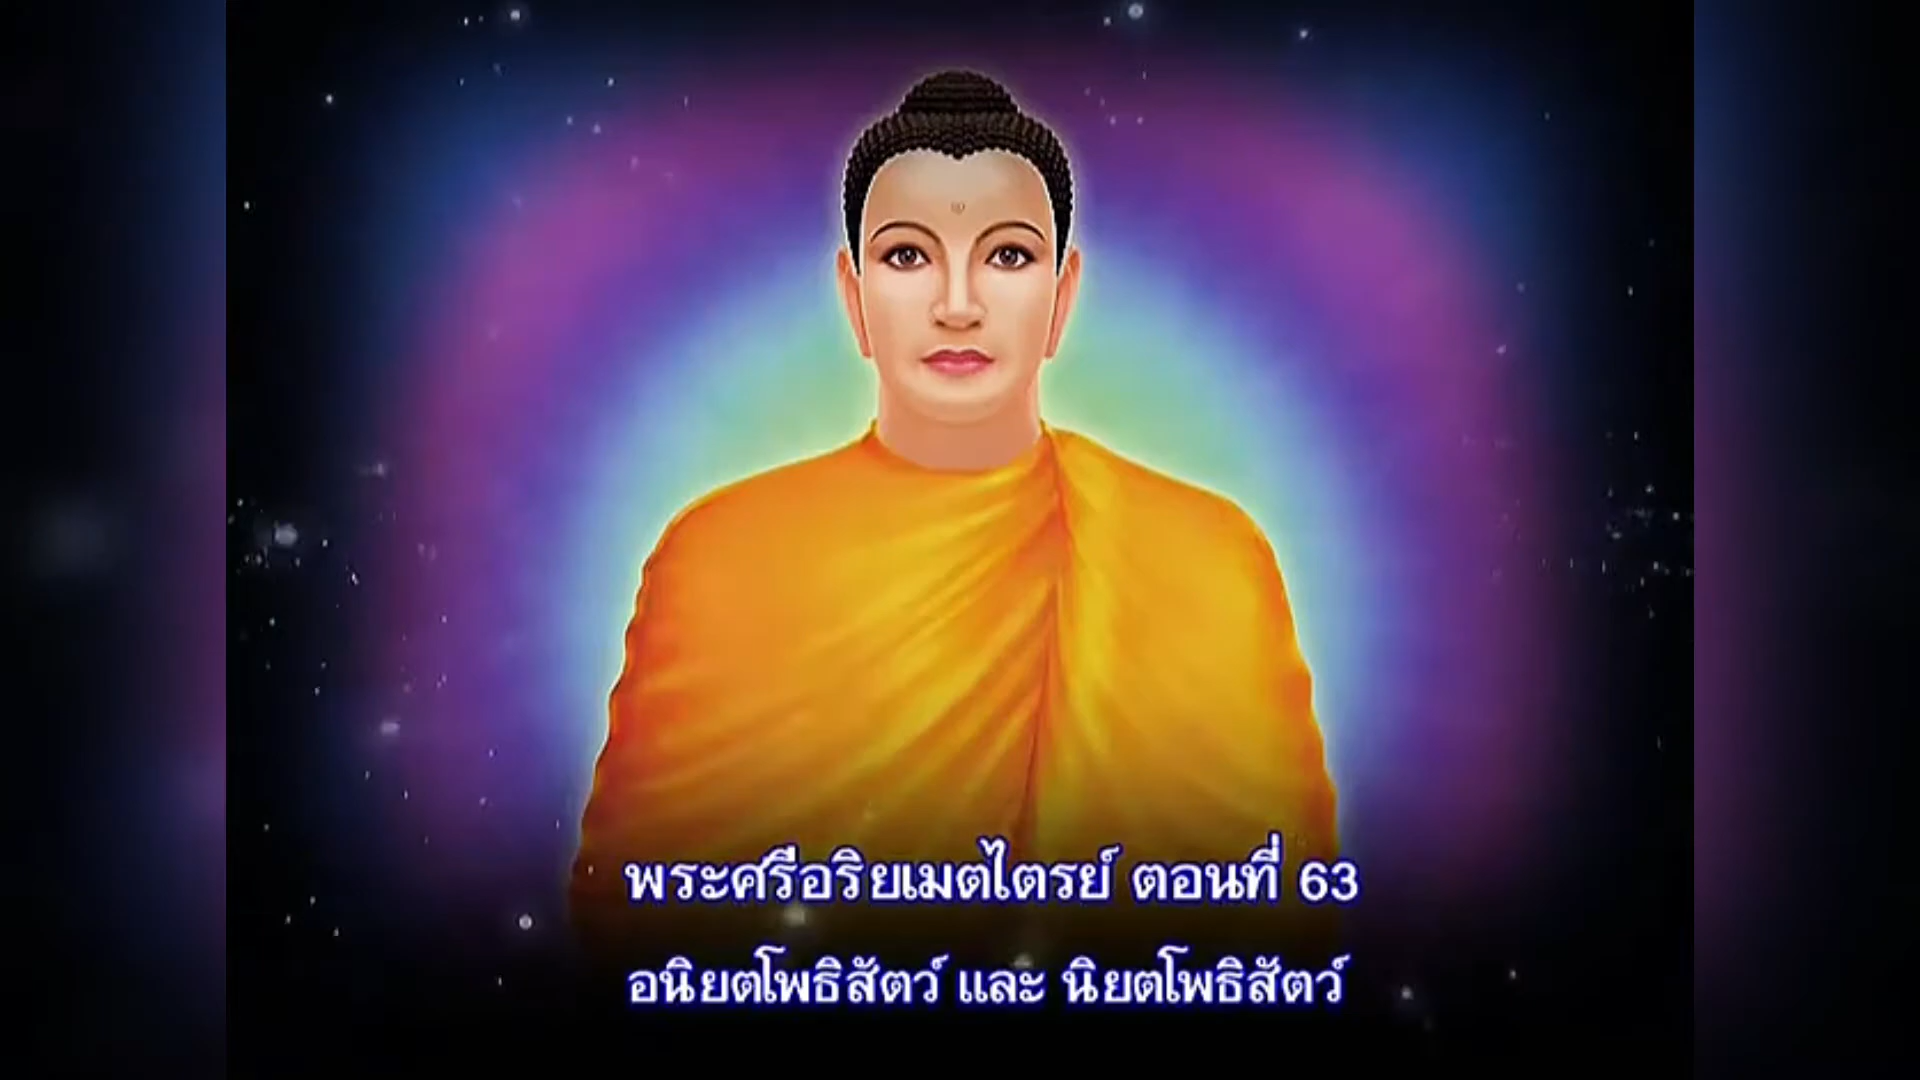 พระศรีอริยเมตไตรย์ ตอนที่ 63
อนิยตโพธิสัตว์ และ นิยตโพธิสัตว์